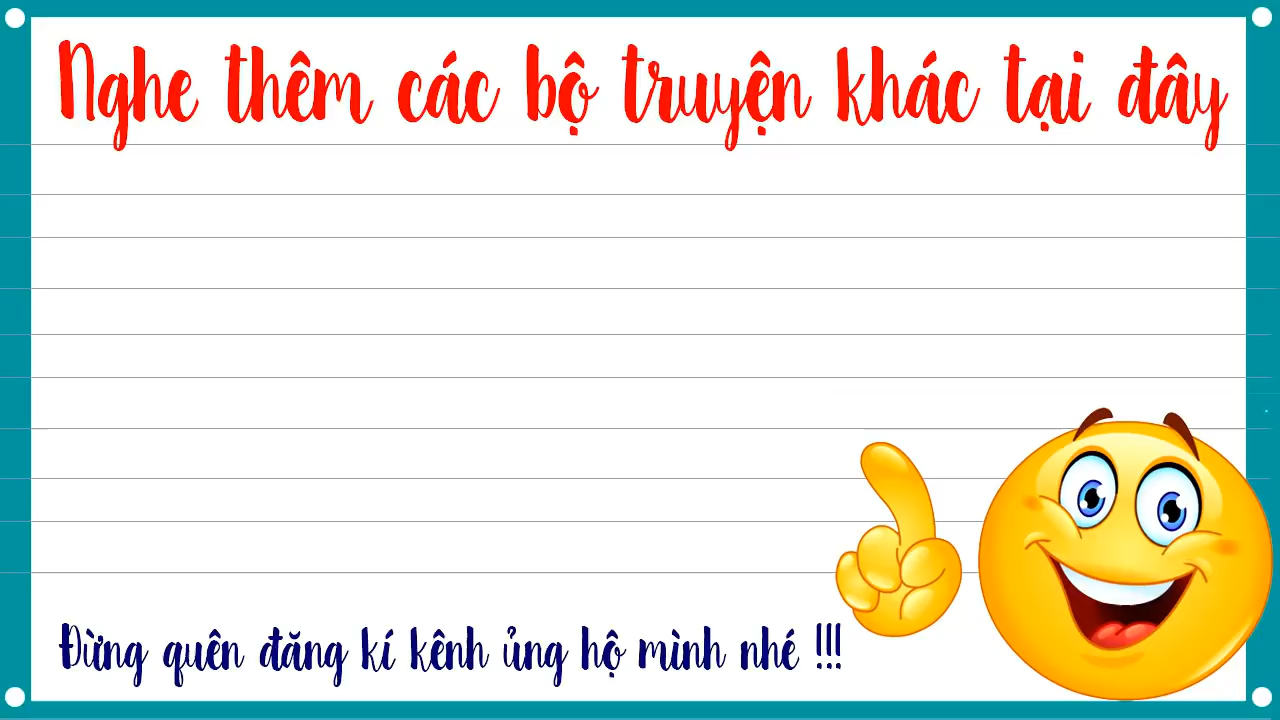 Nghe thêm các bộ truyện khác tại đây
Đừng quên đăng kí kênh ủng hộ mình nhé !!!